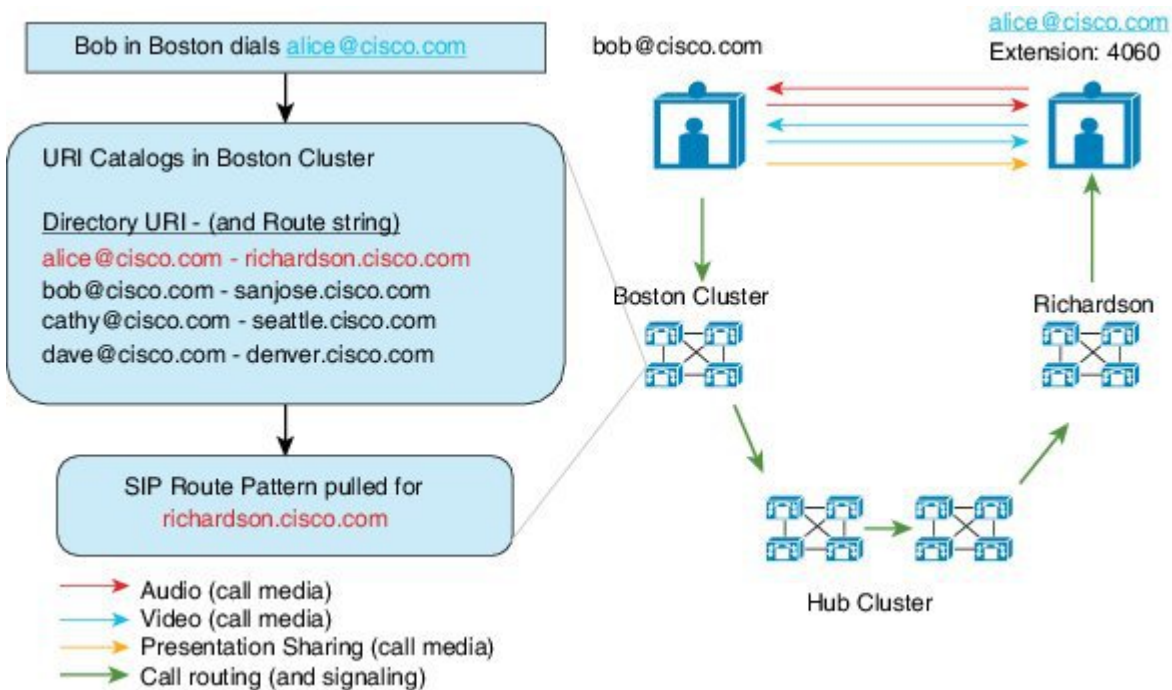 Bob in Boston dials alice@cisco.com
URI Catalogs in Boston Cluster
Directory URI - (and Route string)
alice@cisco.com - richardson.cisco.com
bob@cisco.com - sanjose.cisco.com
cathy@cisco.com - seattle.cisco.com
dave@cisco.com - denver.cisco.com
SIP Route Pattern pulled for
richardson.cisco.com
Audio (call media)
Video (call media)
Presentation Sharing (call media)
Call routing (and signaling)
bob@cisco.com
alice@cisco.com
Extension: 4060
Boston Cluster
Richardson
Hub Cluster